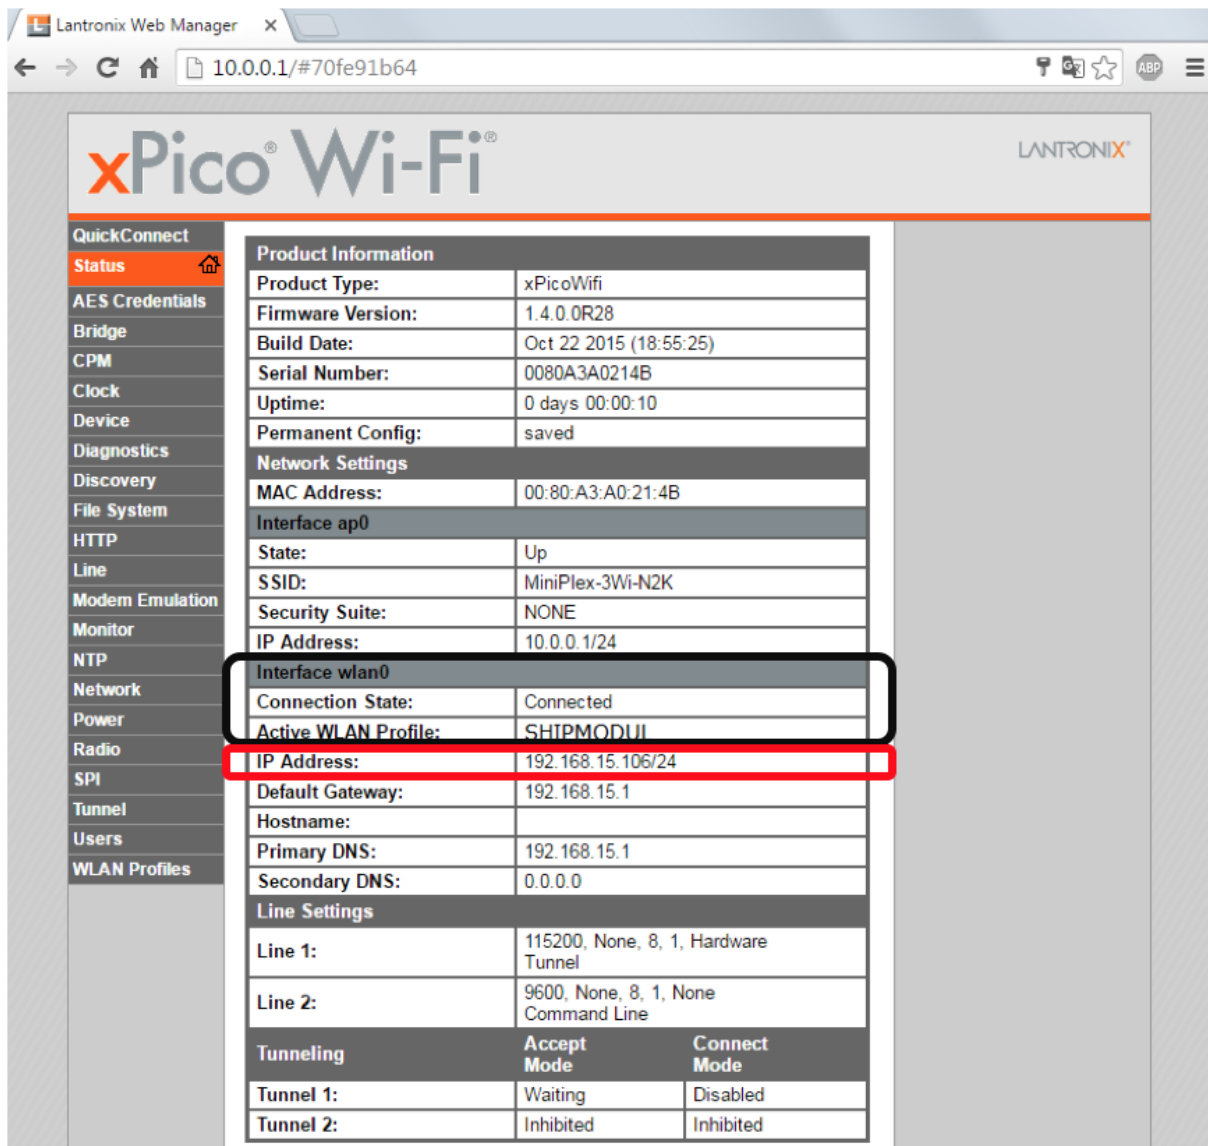 Lantronix Web Manager
10.0.0.1/#70fe91b64
ABP
xPico® Wi-Fi®
LANTRONIX®
QuickConnect
Status
AES Credentials
Bridge
CPM
Clock
Device
Diagnostics
Discovery
File System
HTTP
Line
Modem Emulation
Monitor
NTP
Network
Power
Radio
SPI
Tunnel
Users
WLAN Profiles
Product Information
Product Type: xPicoWifi
Firmware Version: 1.4.0.0R28
Build Date: Oct 22 2015 (18:55:25)
Serial Number: 0080A3A0214B
Uptime: 0 days 00:00:10
Permanent Config: saved
Network Settings
MAC Address: 00:80:A3:A0:21:4B
Interface ap0
State: Up
SSID: MiniPlex-3Wi-N2K
Security Suite: NONE
IP Address: 10.0.0.1/24
Interface wlan0
Connection State: Connected
Active WLAN Profile: SHIPMODUL
IP Address: 192.168.15.106/24
Default Gateway: 192.168.15.1
Hostname:
Primary DNS: 192.168.15.1
Secondary DNS: 0.0.0.0
Line Settings
Line 1: 115200, None, 8, 1, Hardware
Tunnel
Line 2: 9600, None, 8, 1, None
Command Line
Tunneling Accept Mode Connect Mode
Tunnel 1: Waiting Disabled
Tunnel 2: Inhibited Inhibited